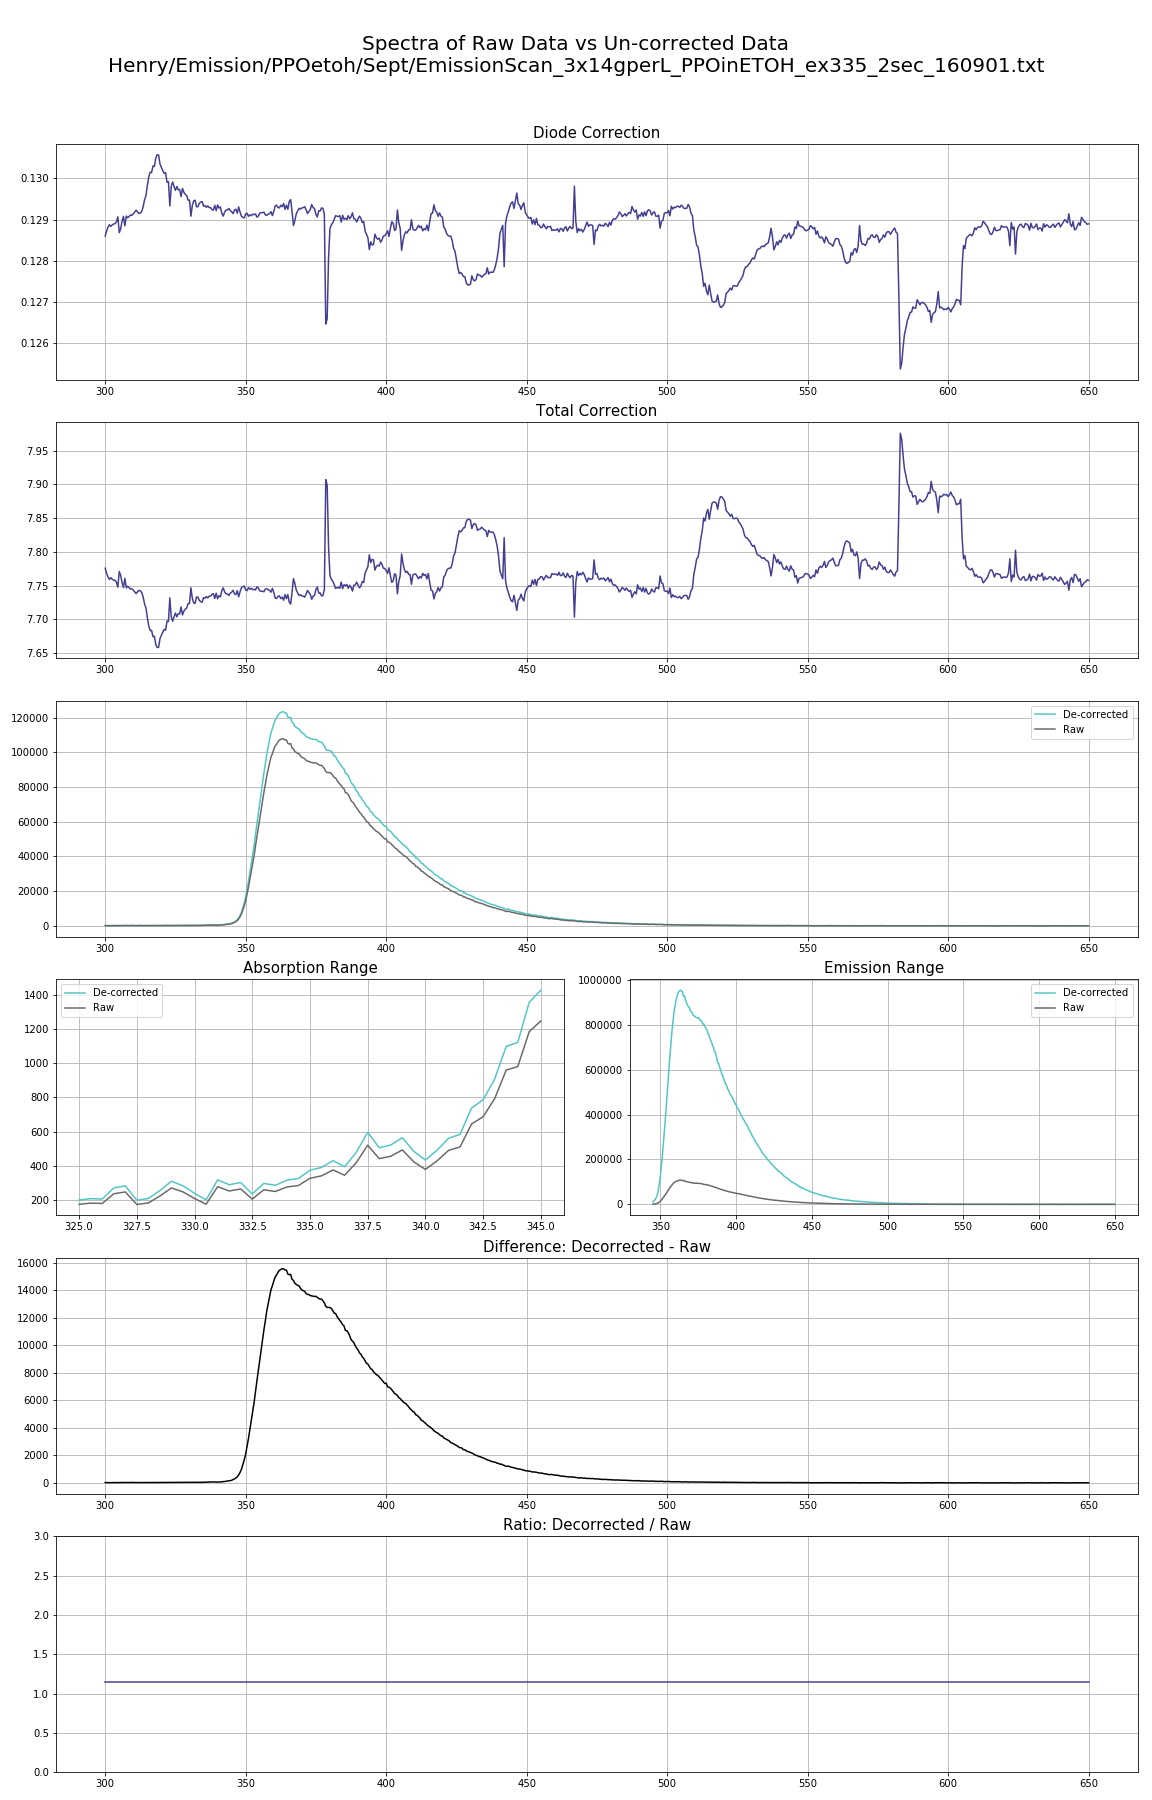 Spectra of Raw Data vs Un-corrected Data
Henry/Emission/PPOetoh/Sept/EmissionScan_3x14gperL_PPOinETOH_ex335_2sec_160901.txt
Diode Correction
0.130
0.129
0.128
0.127
0.126
300 350 400 450 500 550 600 650
Total Correction
7.95
7.90
7.85
7.80
7.75
7.70
7.65
300 350 400 450 500 550 600 650
De-corrected
Raw
120000
100000
80000
60000
40000
20000
0
300 350 400 450 500 550 600 650
Absorption Range
De-corrected
Raw
1400
1200
1000
800
600
400
200
325.0 327.5 330.0 332.5 335.0 337.5 340.0 342.5 345.0
Emission Range
De-corrected
Raw
1000000
800000
600000
400000
200000
0
350 400 450 500 550 600 650
Difference: Decorrected - Raw
16000
14000
12000
10000
8000
6000
4000
2000
0
300 350 400 450 500 550 600 650
Ratio: Decorrected / Raw
3.0
2.5
2.0
1.5
1.0
0.5
0.0
300 350 400 450 500 550 600 650